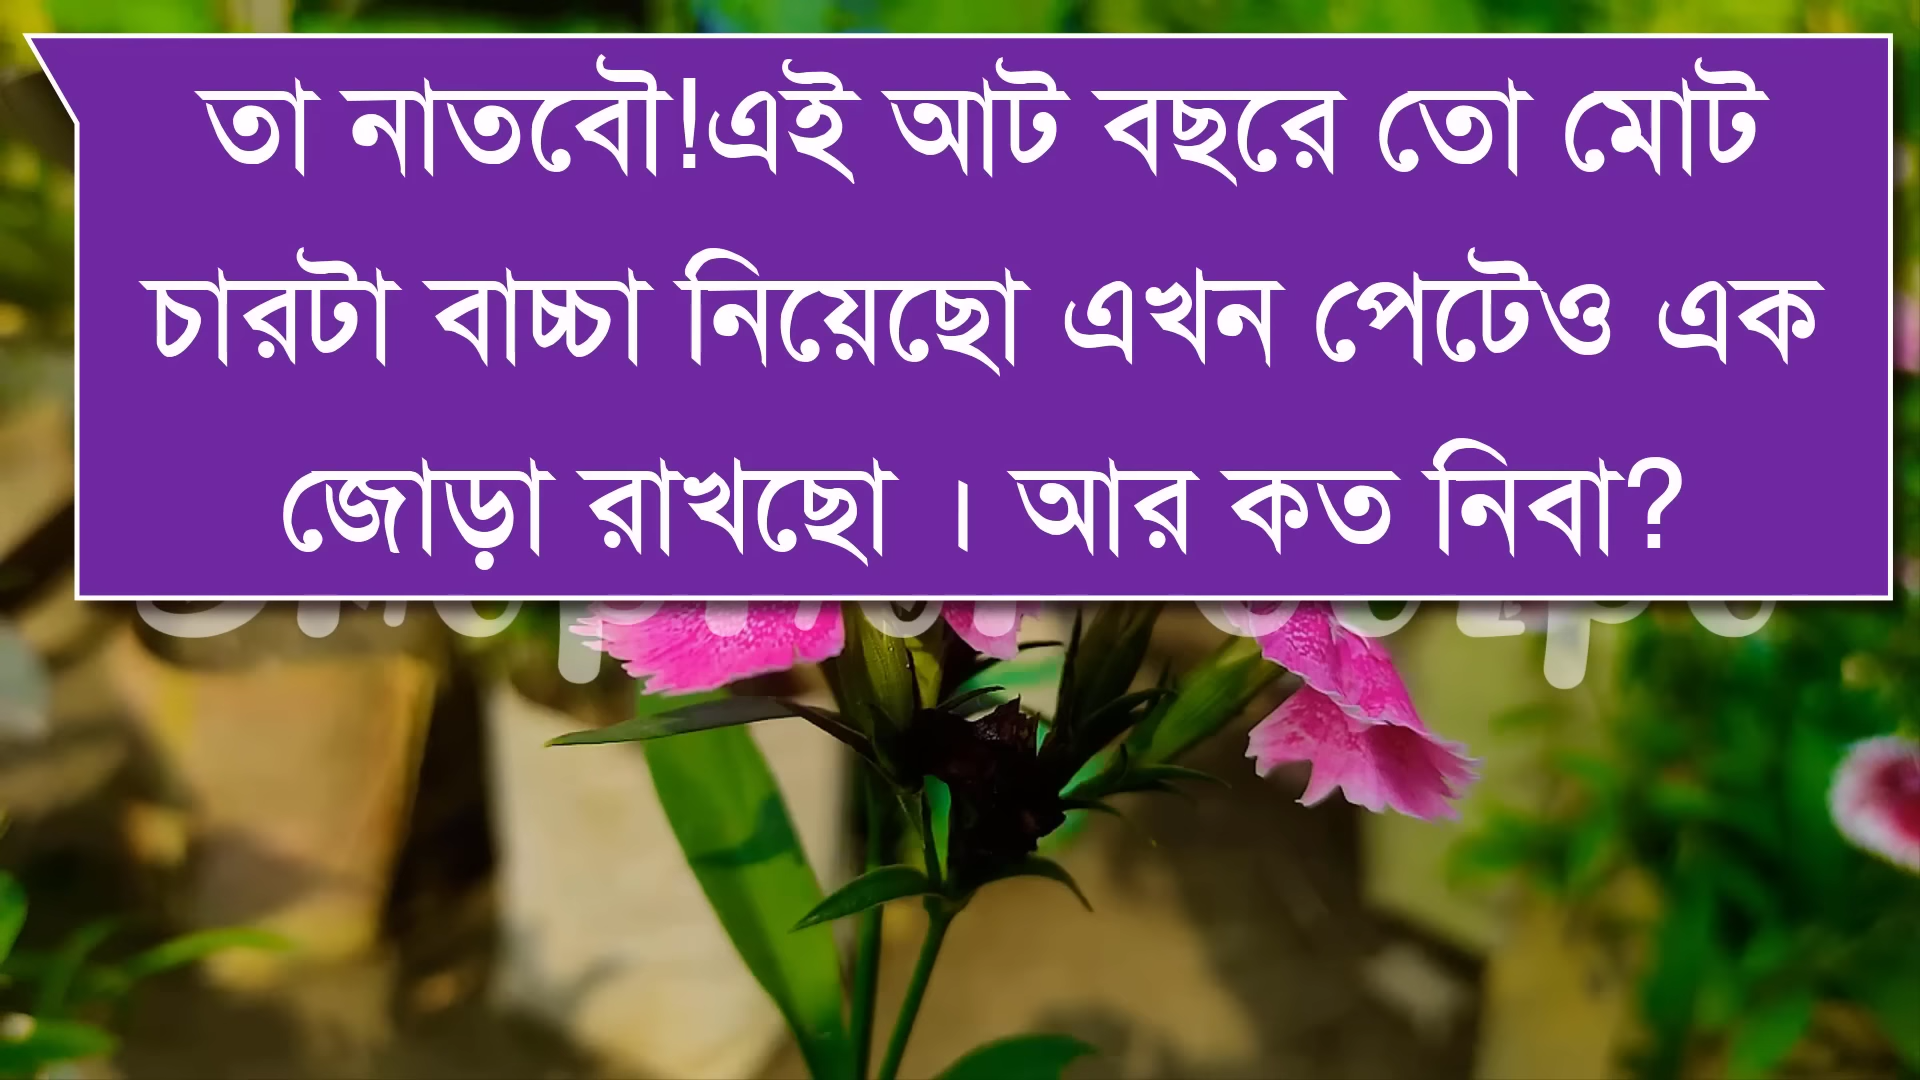 তা নাতবৌ!এই আট বছরে তো মোট
চারটা বাচ্চা নিয়েছো এখন পেটেও এক
জোড়া রাখছো । আর কত নিবা?